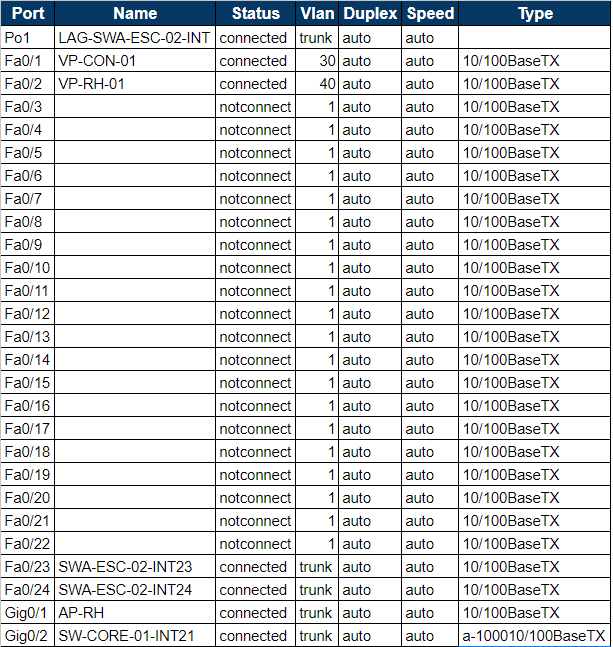 Port Name Status Vlan Duplex Speed Type
Po1 LAG-SWA-ESC-02-INT connected trunk auto auto
Fa0/1 VP-CON-01 connected 30 auto auto 10/100BaseTX
Fa0/2 VP-RH-01 connected 40 auto auto 10/100BaseTX
Fa0/3 notconnect 1 auto auto 10/100BaseTX
Fa0/4 notconnect 1 auto auto 10/100BaseTX
Fa0/5 notconnect 1 auto auto 10/100BaseTX
Fa0/6 notconnect 1 auto auto 10/100BaseTX
Fa0/7 notconnect 1 auto auto 10/100BaseTX
Fa0/8 notconnect 1 auto auto 10/100BaseTX
Fa0/9 notconnect 1 auto auto 10/100BaseTX
Fa0/10 notconnect 1 auto auto 10/100BaseTX
Fa0/11 notconnect 1 auto auto 10/100BaseTX
Fa0/12 notconnect 1 auto auto 10/100BaseTX
Fa0/13 notconnect 1 auto auto 10/100BaseTX
Fa0/14 notconnect 1 auto auto 10/100BaseTX
Fa0/15 notconnect 1 auto auto 10/100BaseTX
Fa0/16 notconnect 1 auto auto 10/100BaseTX
Fa0/17 notconnect 1 auto auto 10/100BaseTX
Fa0/18 notconnect 1 auto auto 10/100BaseTX
Fa0/19 notconnect 1 auto auto 10/100BaseTX
Fa0/20 notconnect 1 auto auto 10/100BaseTX
Fa0/21 notconnect 1 auto auto 10/100BaseTX
Fa0/22 notconnect 1 auto auto 10/100BaseTX
Fa0/23 SWA-ESC-02-INT23 connected trunk auto auto 10/100BaseTX
Fa0/24 SWA-ESC-02-INT24 connected trunk auto auto 10/100BaseTX
Gig0/1 AP-RH connected trunk auto auto 10/100BaseTX
Gig0/2 SW-CORE-01-INT21 connected trunk auto auto a-100010/100BaseTX